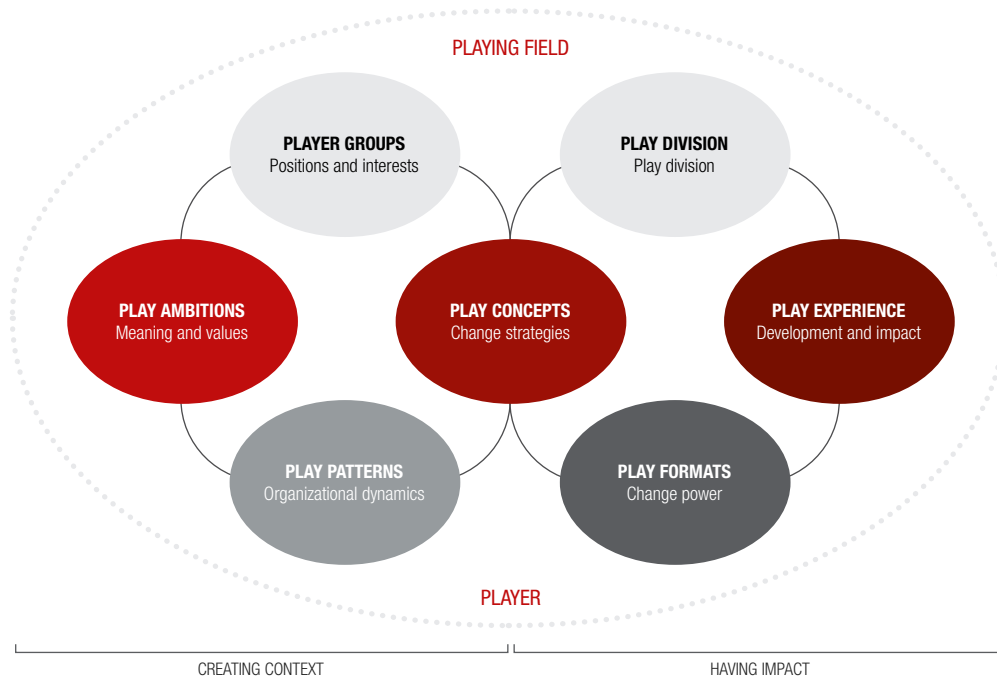 PLAYING FIELD
PLAYER GROUPS
Positions and interests
PLAY DIVISION
Play division
PLAY AMBITIONS
Meaning and values
PLAY CONCEPTS
Change strategies
PLAY EXPERIENCE
Development and impact
PLAY PATTERNS
Organizational dynamics
PLAY FORMATS
Change power
PLAYER
CREATING CONTEXT
HAVING IMPACT